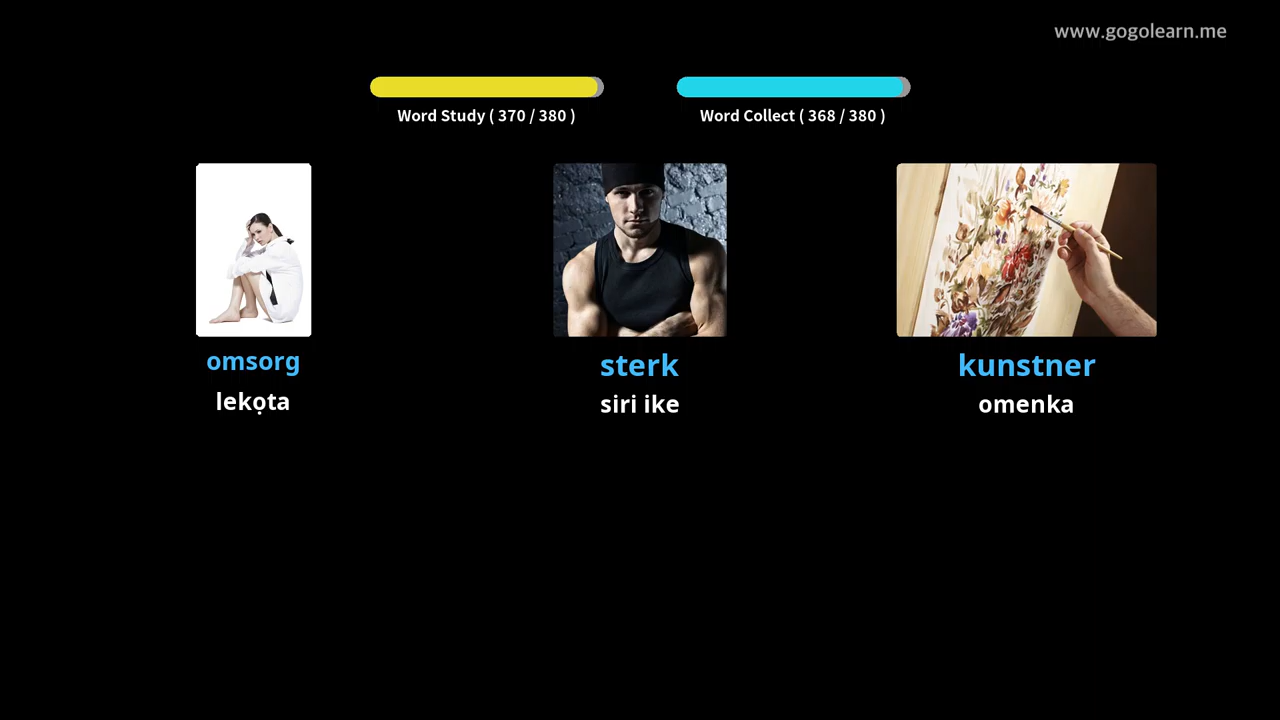 www.gogolearn.me
Word Study ( 370 / 380 )
Word Collect ( 368 / 380 )
omsorg
lekọta
sterk
siri ike
kunstner
omenka